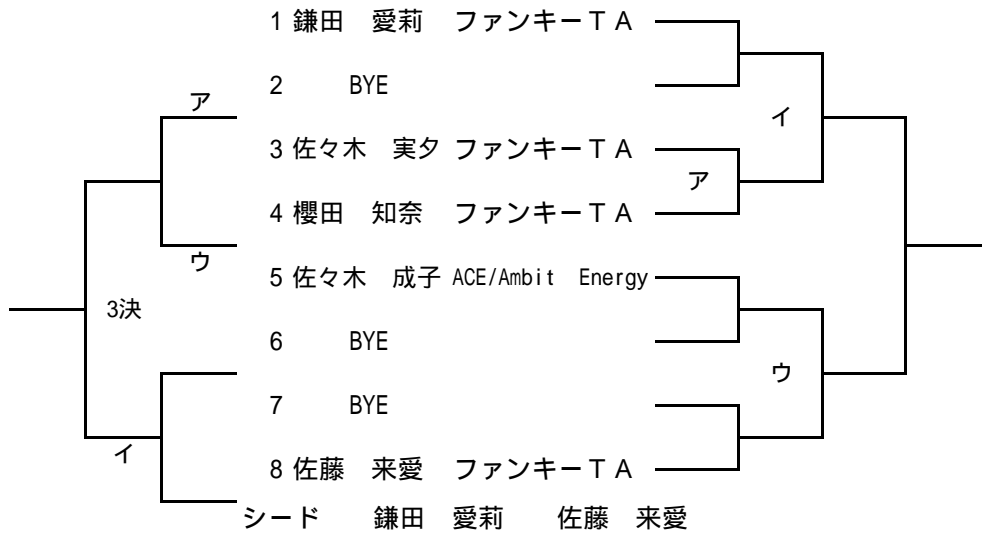 1 鎌田 愛莉 ファンキーTA
2 BYE
ア
イ
3 佐々木 実夕 ファンキーTA
ア
4 櫻田 知奈 ファンキーTA
ウ
5 佐々木 成子 ACE/Ambit Energy
3決
6 BYE
ウ
7 BYE
イ
8 佐藤 来愛 ファンキーTA
シード 鎌田 愛莉 佐藤 来愛